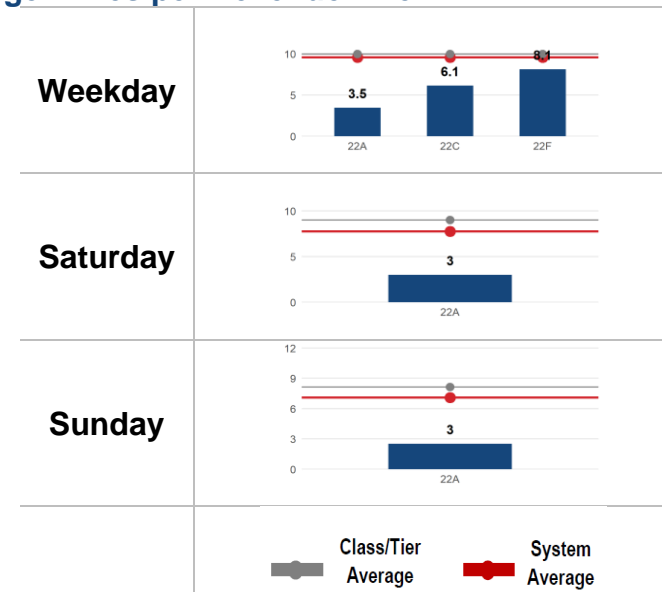 Weekday
10
5
0
3.5
6.1
8.1
22A
22C
22F
Saturday
10
5
0
3
22A
Sunday
12
9
6
3
0
3
22A
Class/Tier
Average
System
Average